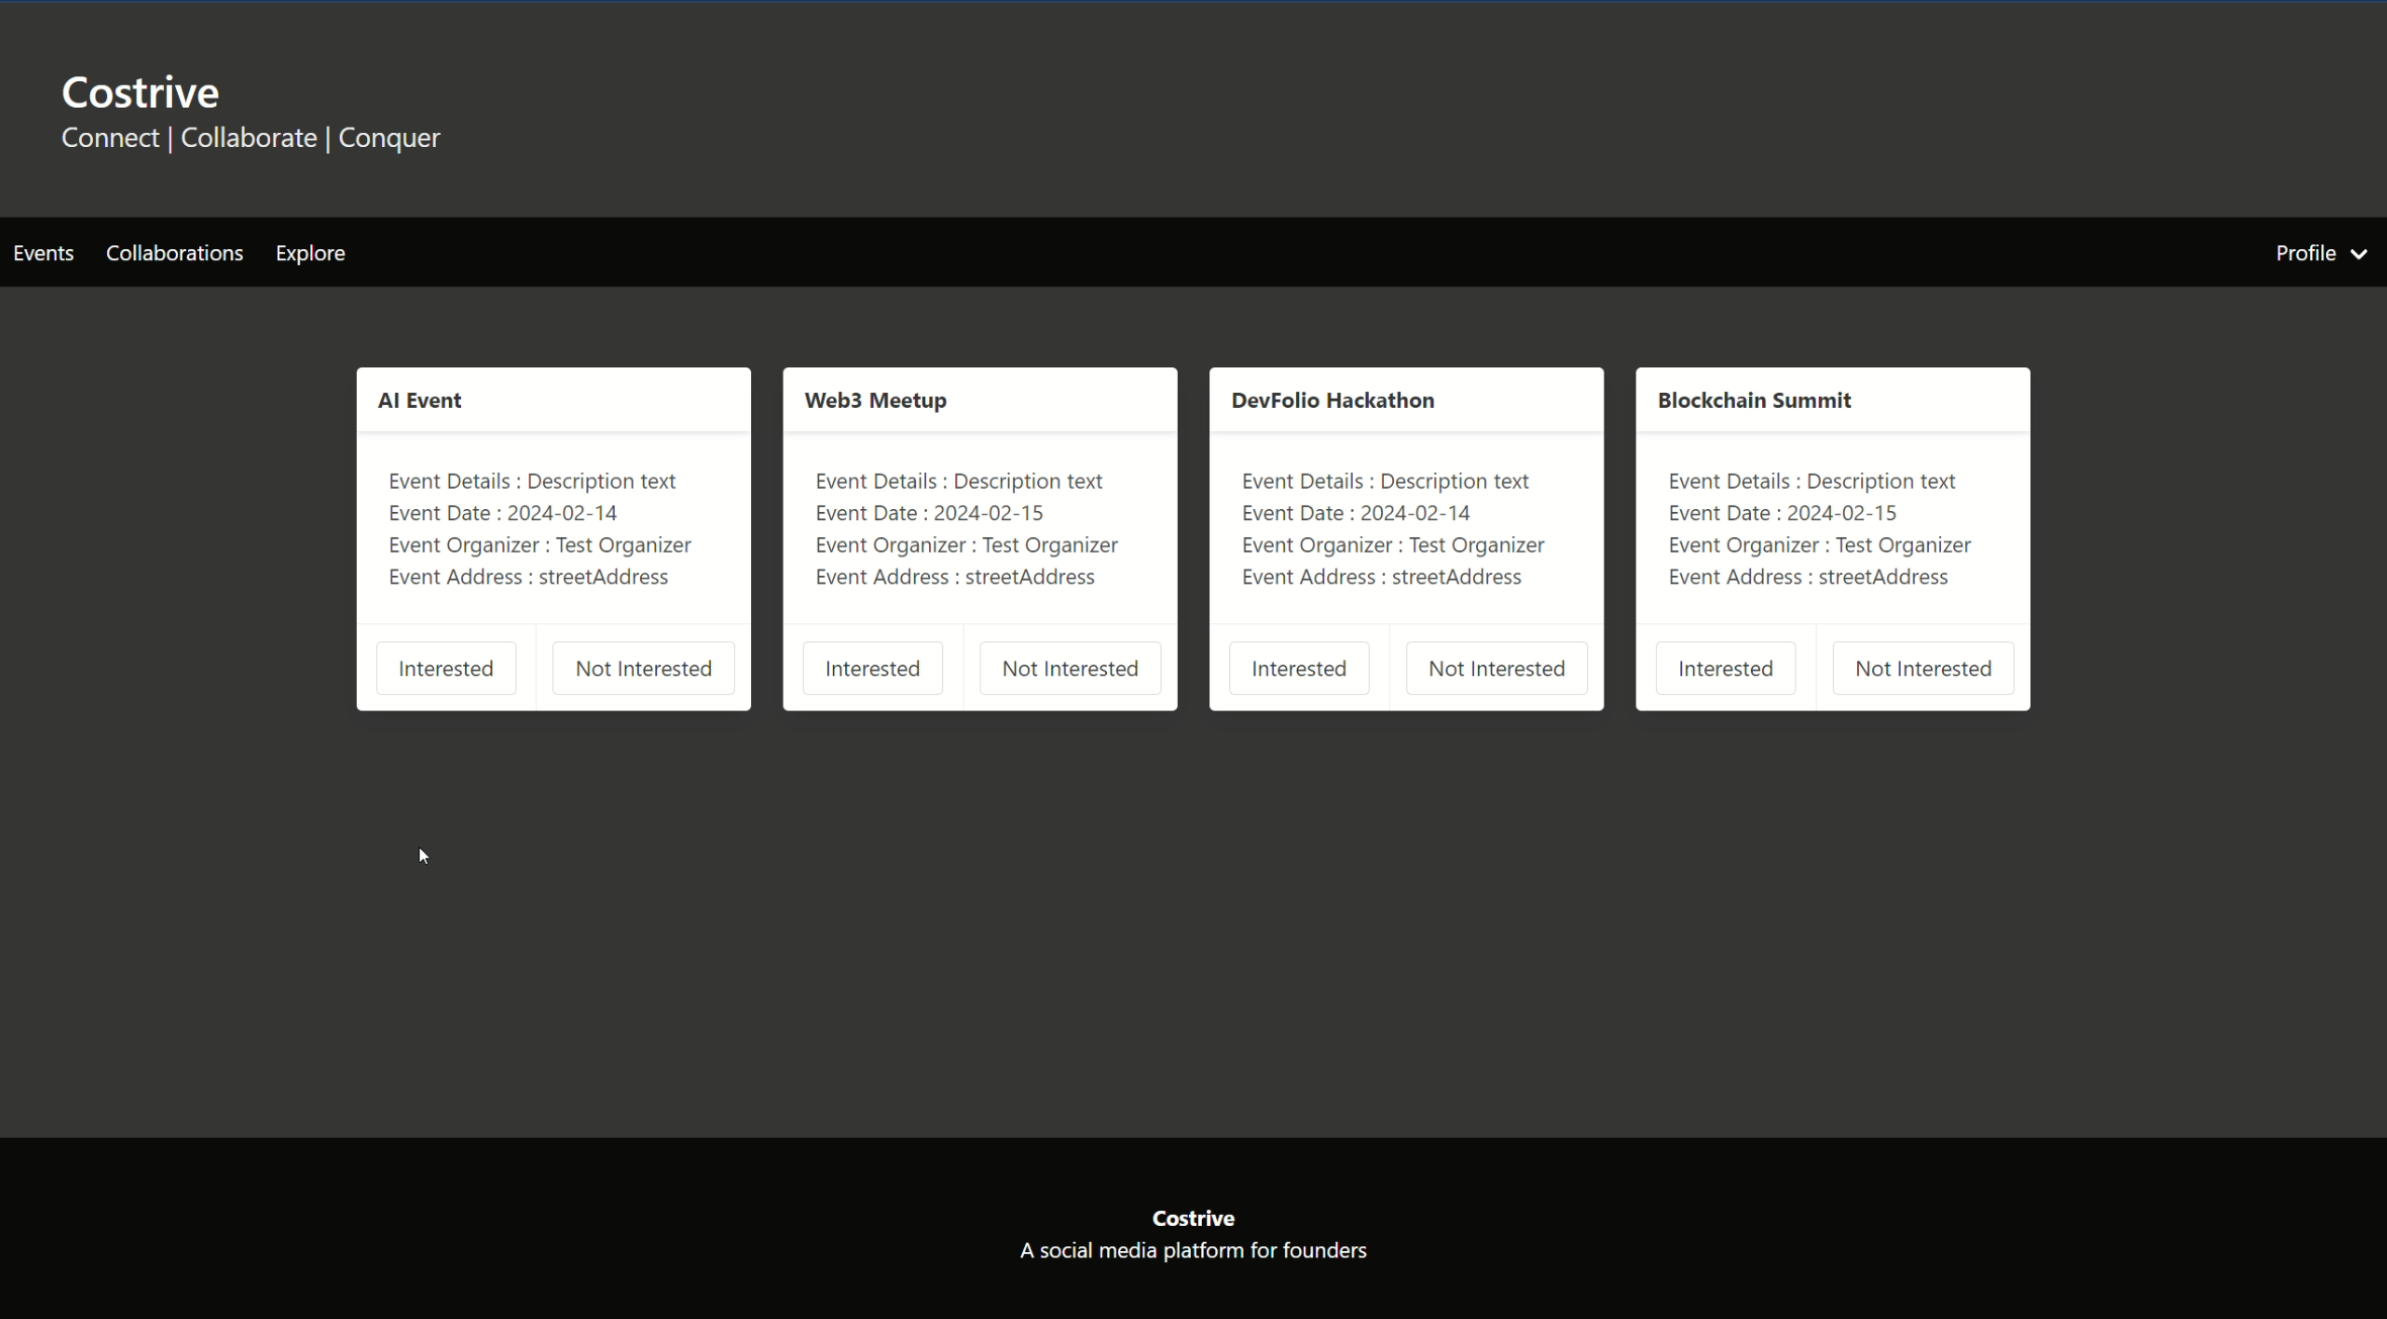 Costrive
Connect | Collaborate | Conquer
Events Collaborations Explore Profile
AI Event
Event Details : Description text
Event Date : 2024-02-14
Event Organizer : Test Organizer
Event Address : streetAddress
Interested Not Interested
Web3 Meetup
Event Details : Description text
Event Date : 2024-02-15
Event Organizer : Test Organizer
Event Address : streetAddress
Interested Not Interested
DevFolio Hackathon
Event Details : Description text
Event Date : 2024-02-14
Event Organizer : Test Organizer
Event Address : streetAddress
Interested Not Interested
Blockchain Summit
Event Details : Description text
Event Date : 2024-02-15
Event Organizer : Test Organizer
Event Address : streetAddress
Interested Not Interested
Costrive
A social media platform for founders